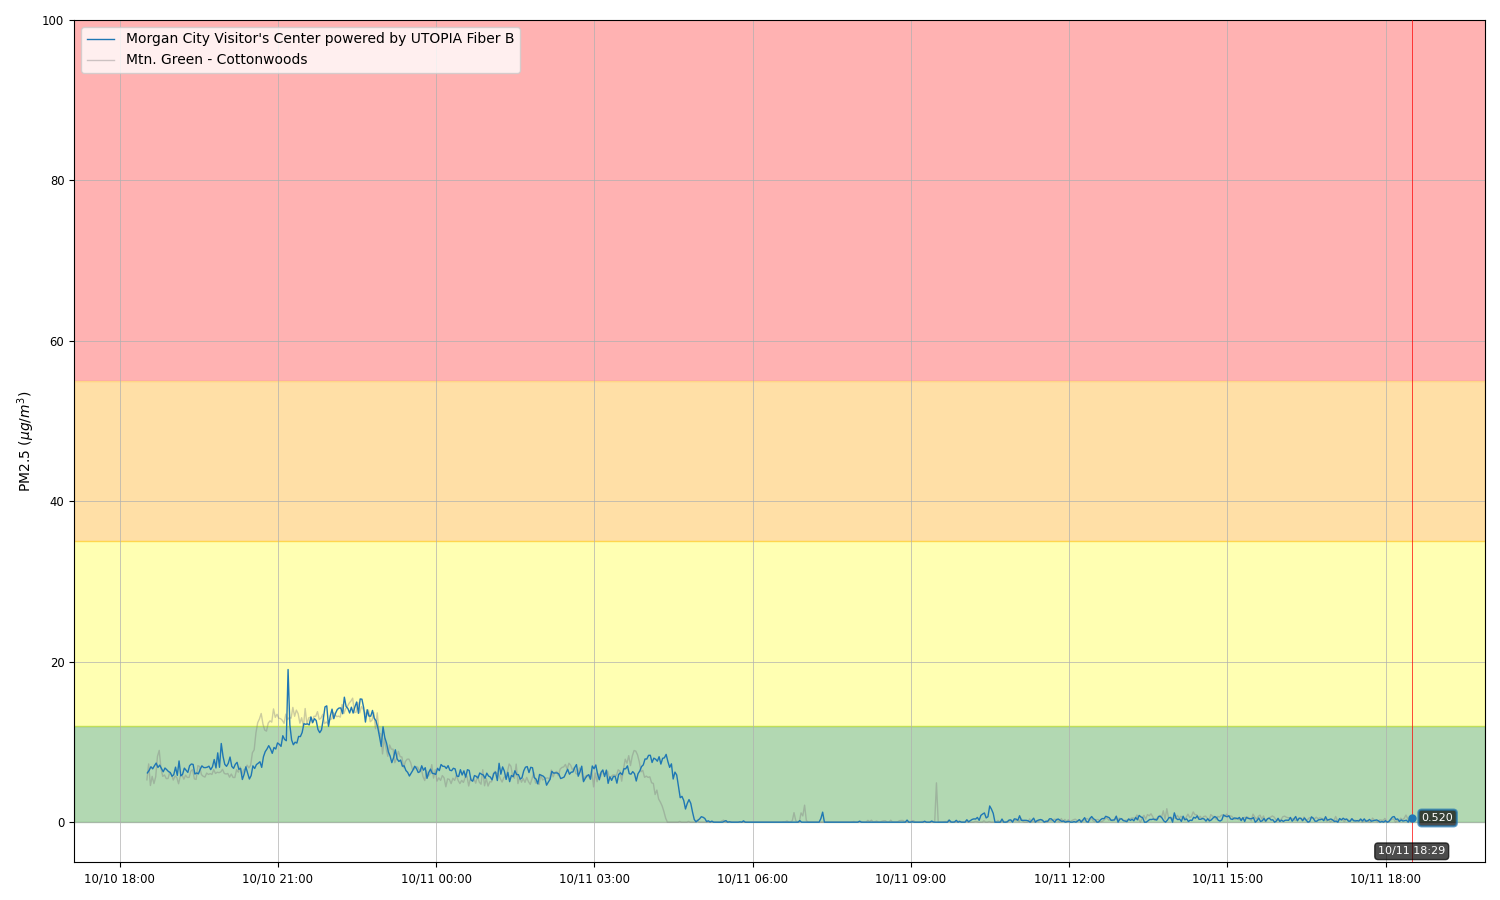 100
Morgan City Visitor's Center powered by UTOPIA Fiber B
Mtn. Green - Cottonwoods
80
60
PM2.5 (μg/m³)
40
20
0
0.520
10/11 18:29
10/10 18:00 10/10 21:00 10/11 00:00 10/11 03:00 10/11 06:00 10/11 09:00 10/11 12:00 10/11 15:00 10/11 18:00